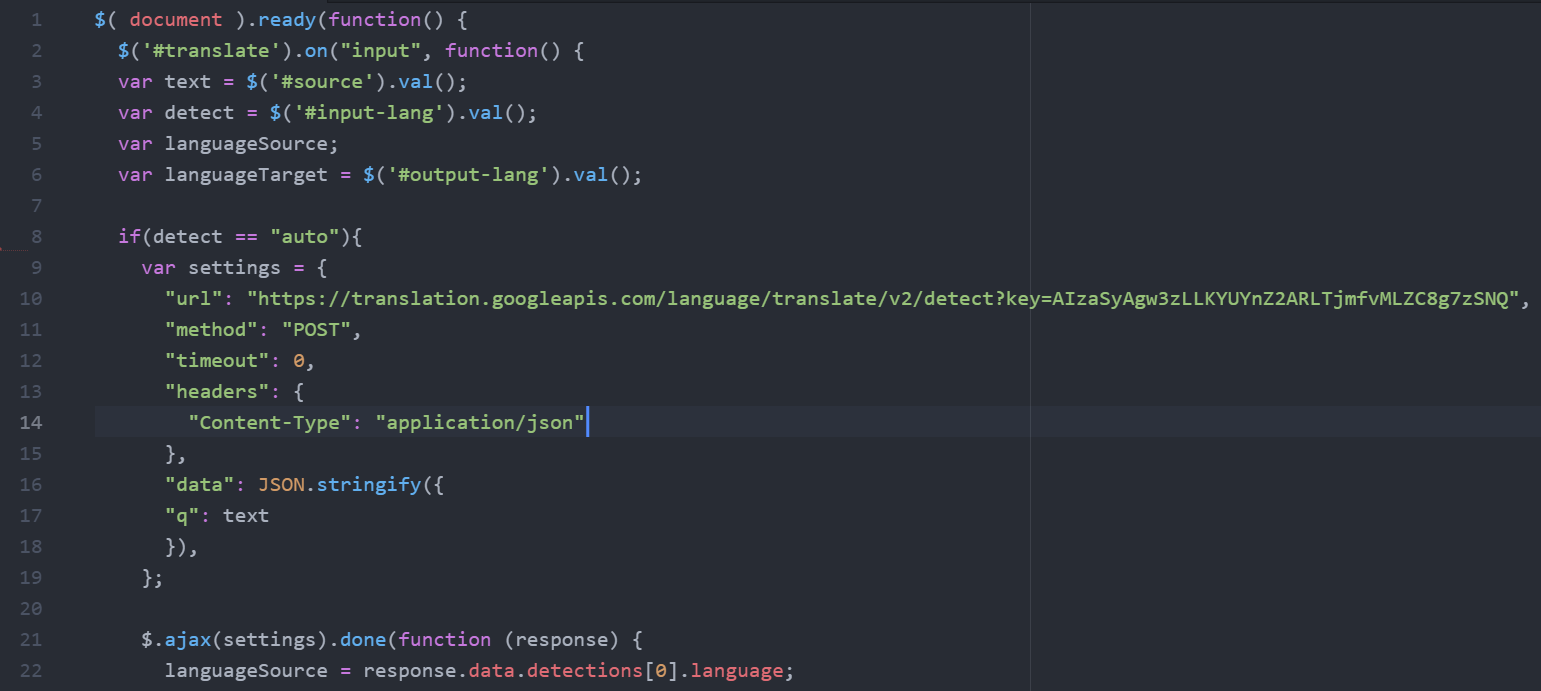 1 $( document ).ready(function() {
2 $('#translate').on("input", function() {
3 var text = $('#source').val();
4 var detect = $('#input-lang').val();
5 var languageSource;
6 var languageTarget = $('#output-lang').val();
7
8 if(detect == "auto"){
9 var settings = {
10 "url": "https://translation.googleapis.com/language/translate/v2/detect?key=AIzaSyAgw3zLLKYUYnZ2ARLTjmfvMLZC8g7zSNQ",
11 "method": "POST",
12 "timeout": 0,
13 "headers": {
14 "Content-Type": "application/json"
15 },
16 "data": JSON.stringify({
17 "q": text
18 }),
19 };
20
21 $.ajax(settings).done(function (response) {
22 languageSource = response.data.detections[0].language;